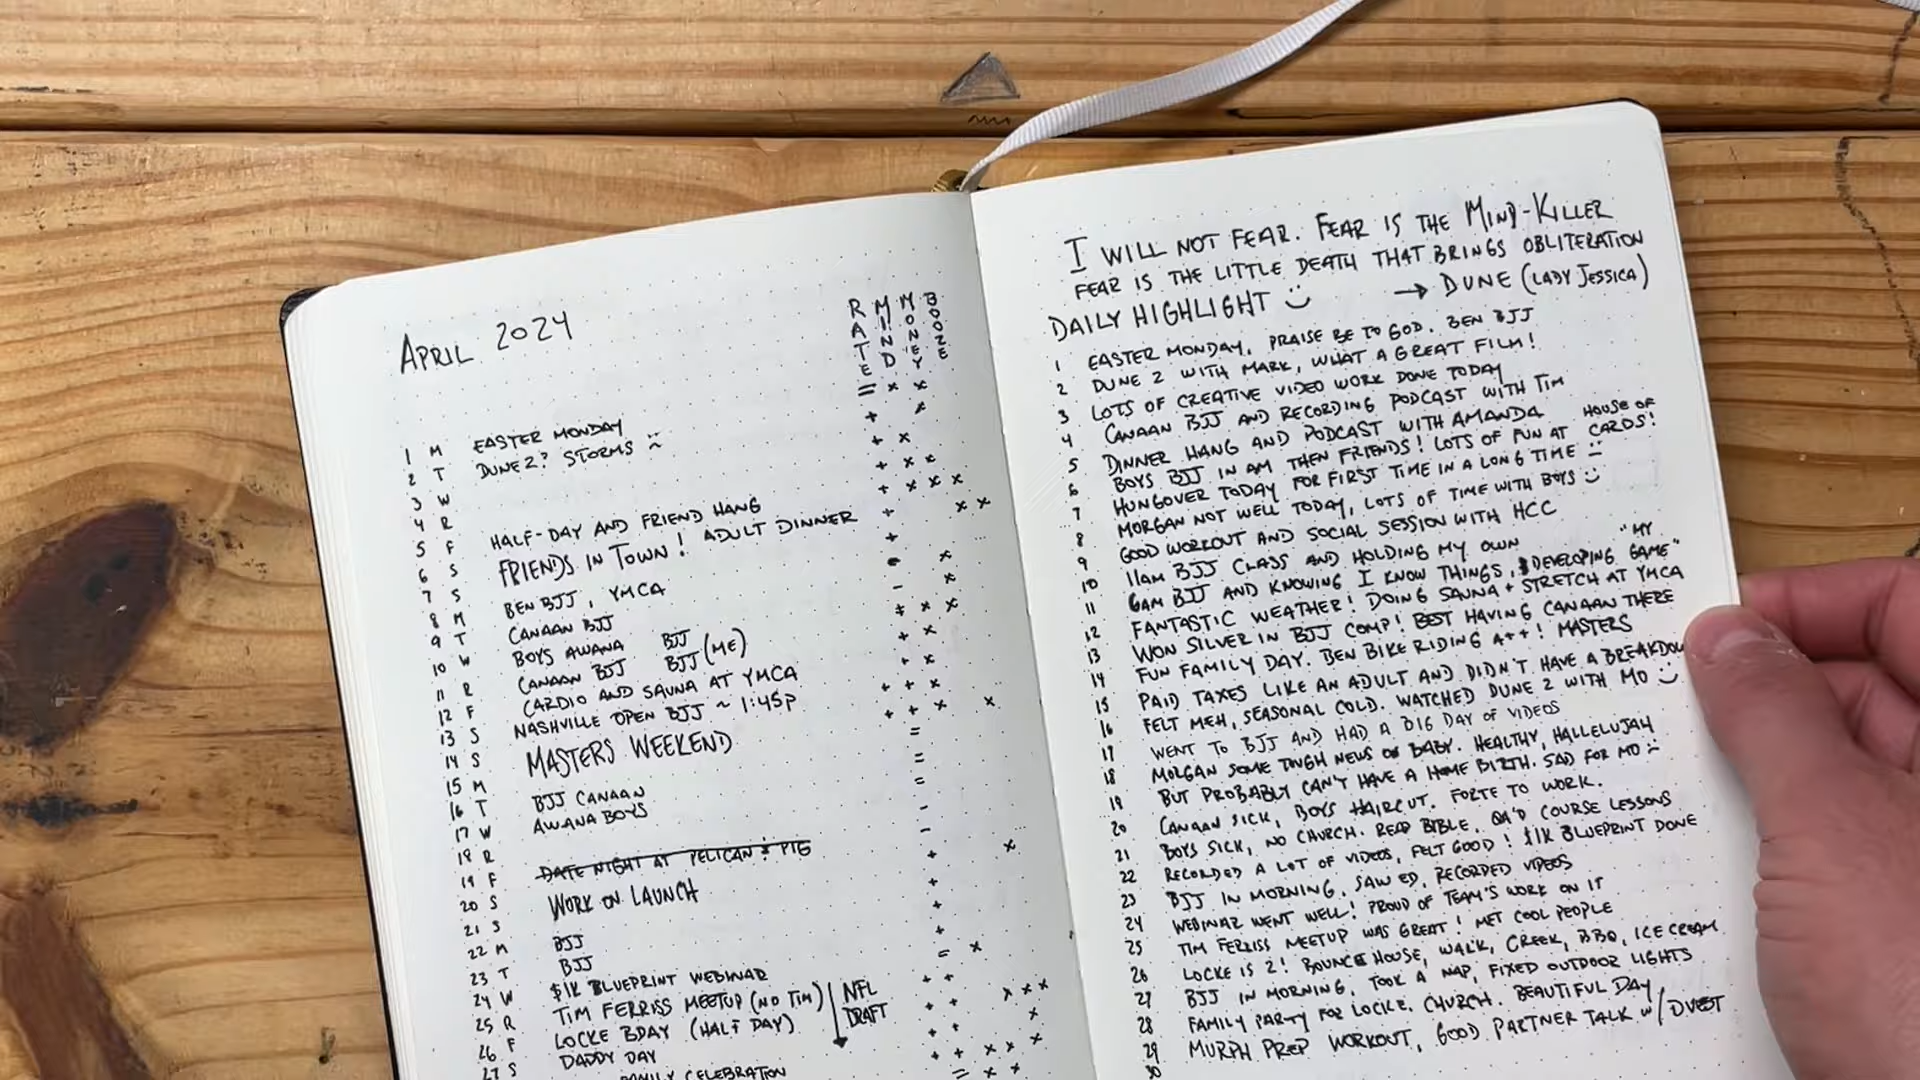 APRIL 2024
RATE MIND MONEY BOOZE
1 M EASTER MONDAY
2 T DUNE 2? STORMS
3 W
4 R
5 F HALF-DAY AND FRIEND HANG
6 S FRIENDS IN TOWN! ADULT DINNER
7 S
8 M BEN BJJ, YMCA
9 T CANAAN BJJ
10 W BOYS AWANA BJJ
11 R CANAAN BJJ BJJ (ME)
12 F CARDIO AND SAUNA AT YMCA
13 S NASHVILLE OPEN BJJ ~ 1:45P
14 S MASTERS WEEKEND
15 M
16 T BJJ CANAAN
17 W AWANA BOYS
18 R
19 F DATE NIGHT AT PELICAN & PIG
20 S WORK ON LAUNCH
21 S
22 M BJJ
23 T BJJ
24 W $1K BLUEPRINT WEBINAR
25 R TIM FERRISS MEETUP (NO TIM) NFL
26 F LOCKE BDAY (HALF DAY) DRAFT
27 S DADDY DAY
FAMILY CELEBRATION
I WILL NOT FEAR. FEAR IS THE MIND-KILLER
FEAR IS THE LITTLE DEATH THAT BRINGS OBLITERATION
→ DUNE (LADY JESSICA)
DAILY HIGHLIGHT
1 EASTER MONDAY, PRAISE BE TO GOD. BEN BJJ
2 DUNE 2 WITH MARK, WHAT A GREAT FILM!
3 LOTS OF CREATIVE VIDEO WORK DONE TODAY
4 CANAAN BJJ AND RECORDING PODCAST WITH TIM
5 DINNER HANG AND PODCAST WITH AMANDA
6 BOYS BJJ IN AM THEN FRIENDS! LOTS OF FUN AT HOUSE OF CARDS!
7 HUNGOVER TODAY FOR FIRST TIME IN A LONG TIME
8 MORGAN NOT WELL TODAY, LOTS OF TIME WITH BOYS
9 GOOD WORKOUT AND SOCIAL SESSION WITH HCC
10 11AM BJJ CLASS AND HOLDING MY OWN
11 6AM BJJ AND KNOWING I KNOW THINGS, DEVELOPING "MY GAME"
12 FANTASTIC WEATHER! DOING SAUNA + STRETCH AT YMCA
13 WON SILVER IN BJJ COMP! BEST HAVING CANAAN THERE
14 FUN FAMILY DAY. BEN BIKE RIDING A++! MASTERS
15 PAID TAXES LIKE AN ADULT AND DIDN'T HAVE A BREAKDOW
16 FELT MEH, SEASONAL COLD. WATCHED DUNE 2 WITH MO
17 WENT TO BJJ AND HAD A BIG DAY OF VIDEOS
18 MORGAN SOME TOUGH NEWS OF BABY. HEALTHY, HALLELUJAH
19 BUT PROBABLY CAN'T HAVE A HOME BIRTH. SAD FOR MO
20 CANAAN SICK, BOYS HAIRCUT. FORTE TO WORK.
21 BOYS SICK, NO CHURCH. READ BIBLE. QA'D COURSE LESSONS
22 RECORDED A LOT OF VIDEOS, FELT GOOD! $1K BLUEPRINT DONE
23 BJJ IN MORNING. SAW ED, RECORDED VIDEOS
24 WEBINAR WENT WELL! PROUD OF TEAM'S WORK ON IT
25 TIM FERRISS MEETUP WAS GREAT! MET COOL PEOPLE
26 LOCKE IS 2! BOUNCE HOUSE, WALK, CREEK, BBQ, ICE CREAM
27 BJJ IN MORNING, TOOK A NAP, FIXED OUTDOOR LIGHTS
28 FAMILY PARTY FOR LOCKE. CHURCH. BEAUTIFUL DAY
29 MURPH PREP WORKOUT, GOOD PARTNER TALK W/
30